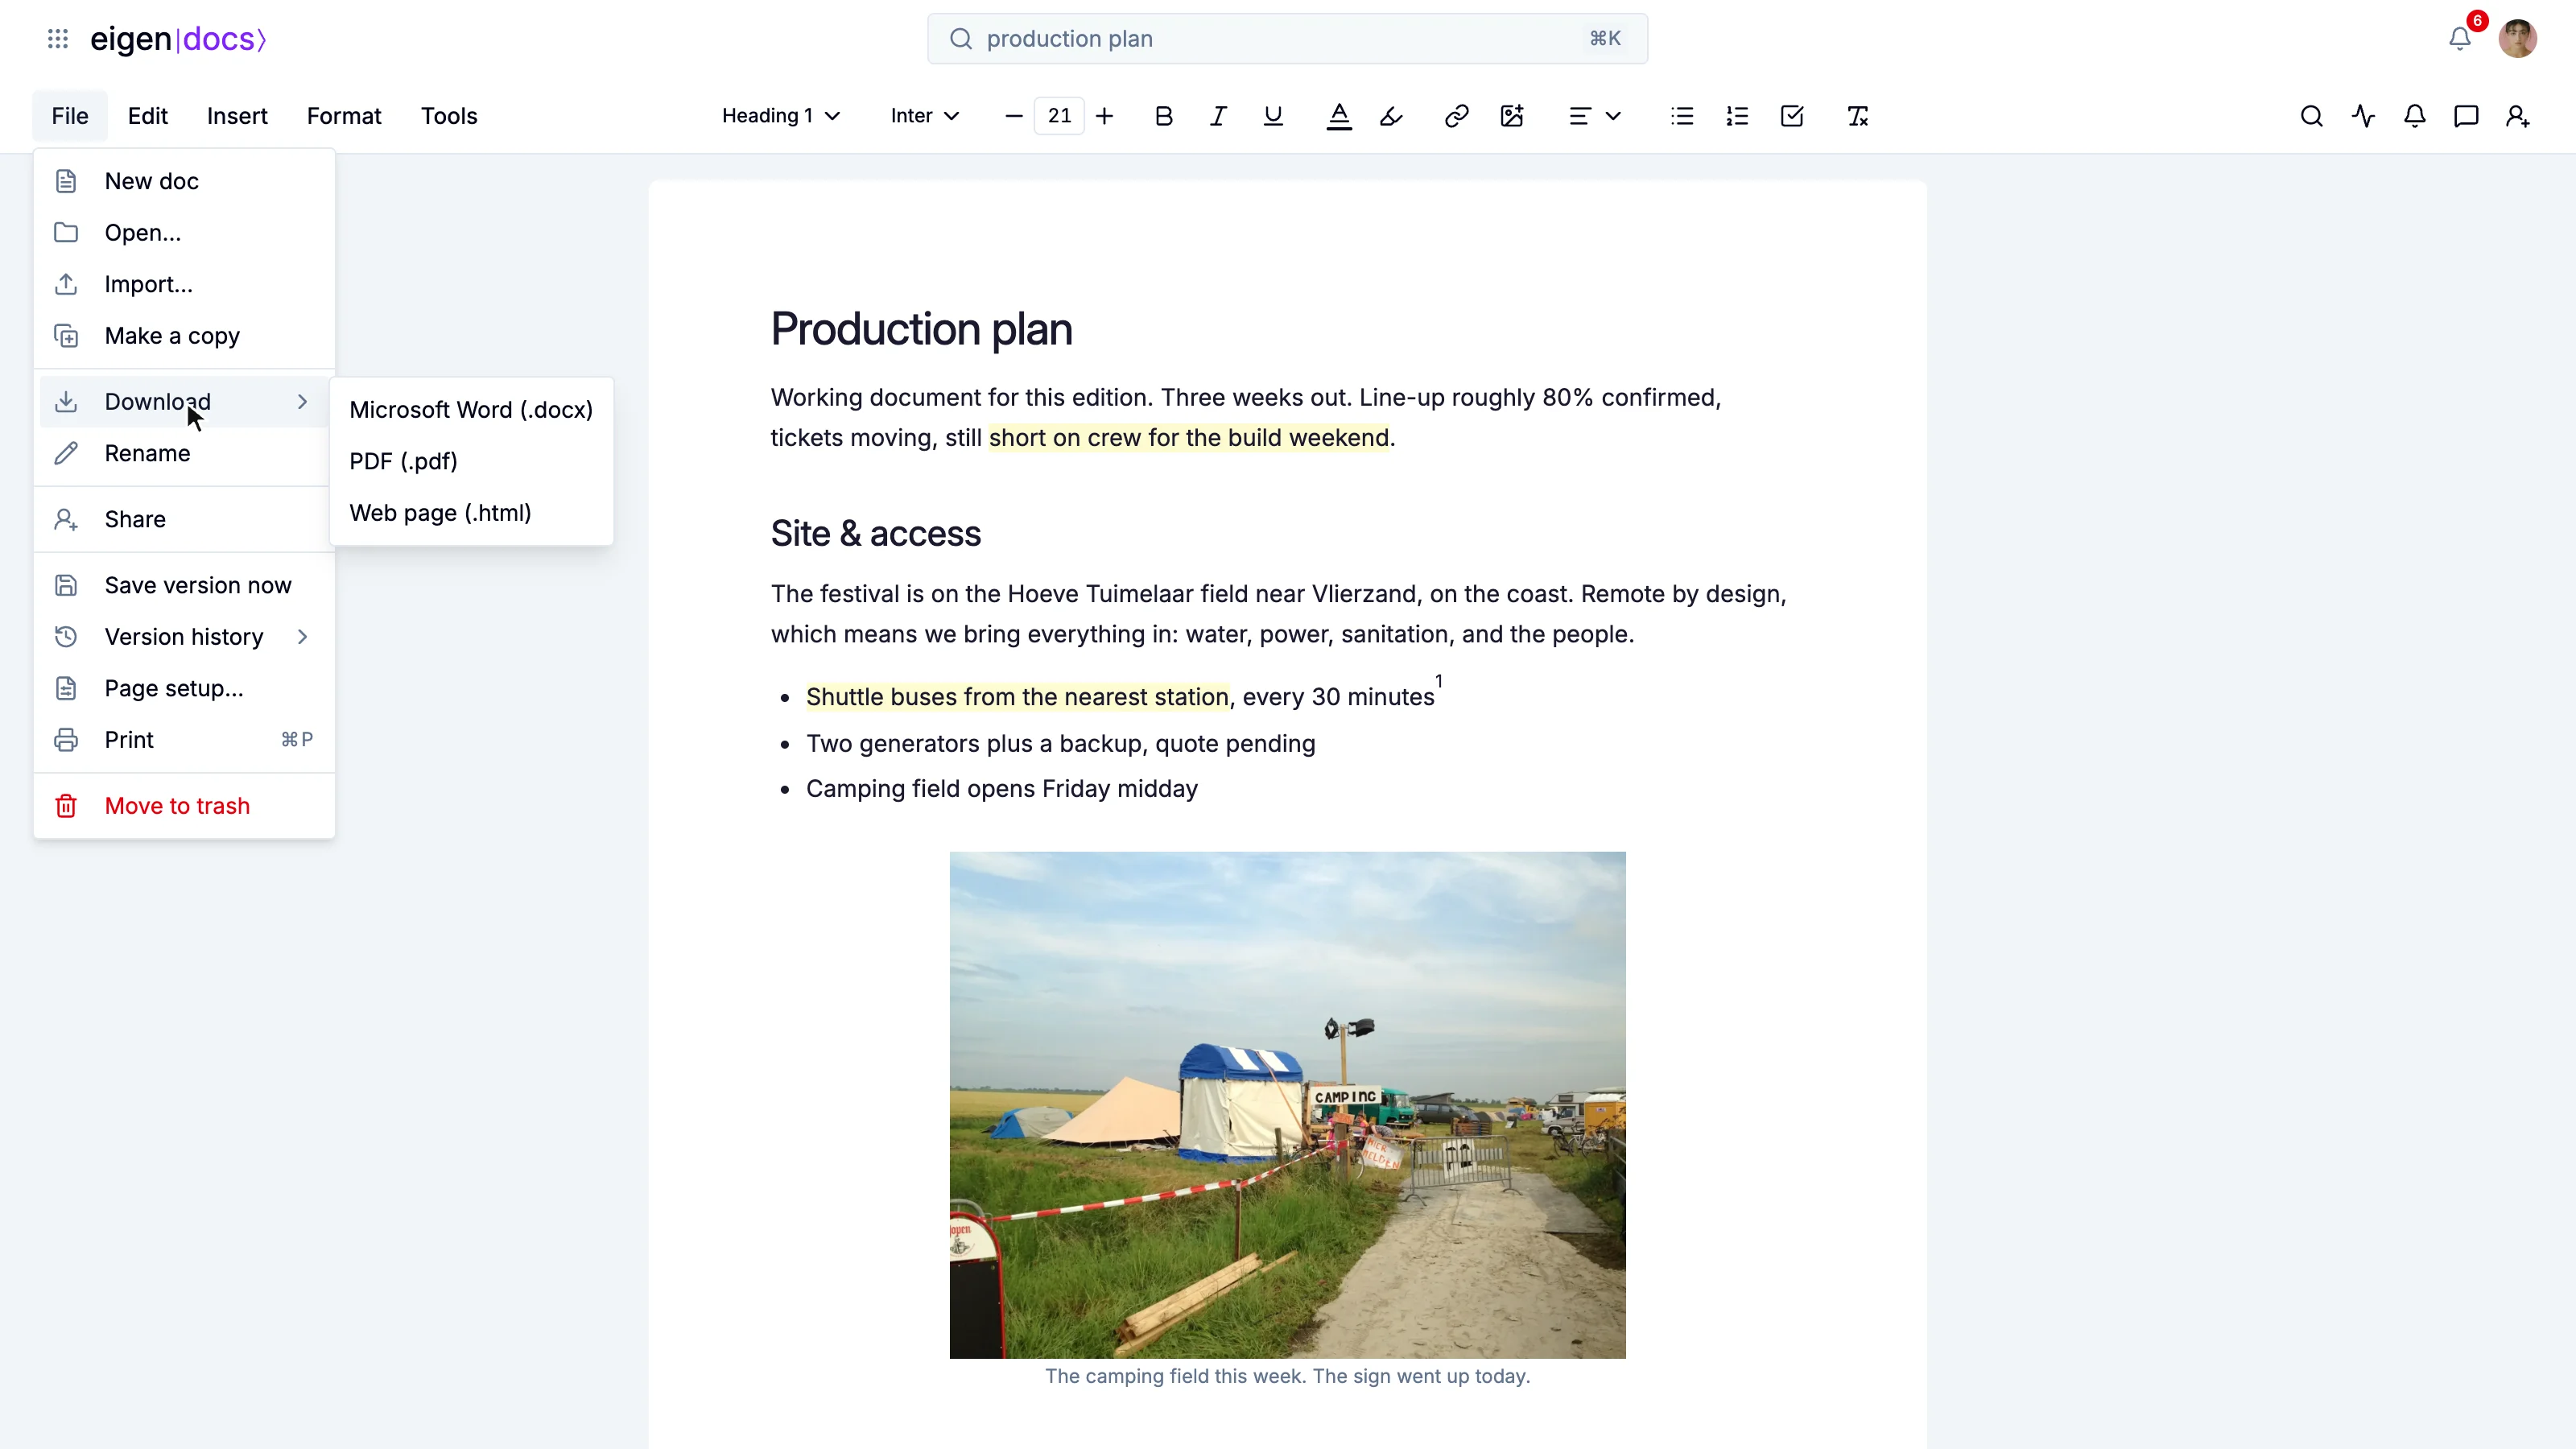 eigen|docs⟩
production plan
⌘K
6
File
Edit
Insert
Format
Tools
Heading 1
Inter
21
New doc
Open...
Import...
Make a copy
Download
Rename
Share
Save version now
Version history
Page setup...
Print
⌘P
Move to trash
Microsoft Word (.docx)
PDF (.pdf)
Web page (.html)
Production plan
Working document for this edition. Three weeks out. Line-up roughly 80% confirmed,
tickets moving, still short on crew for the build weekend.
Site & access
The festival is on the Hoeve Tuimelaar field near Vlierzand, on the coast. Remote by design,
which means we bring everything in: water, power, sanitation, and the people.
• Shuttle buses from the nearest station, every 30 minutes¹
• Two generators plus a backup, quote pending
• Camping field opens Friday midday
CAMPING
MELDEN
open
The camping field this week. The sign went up today.